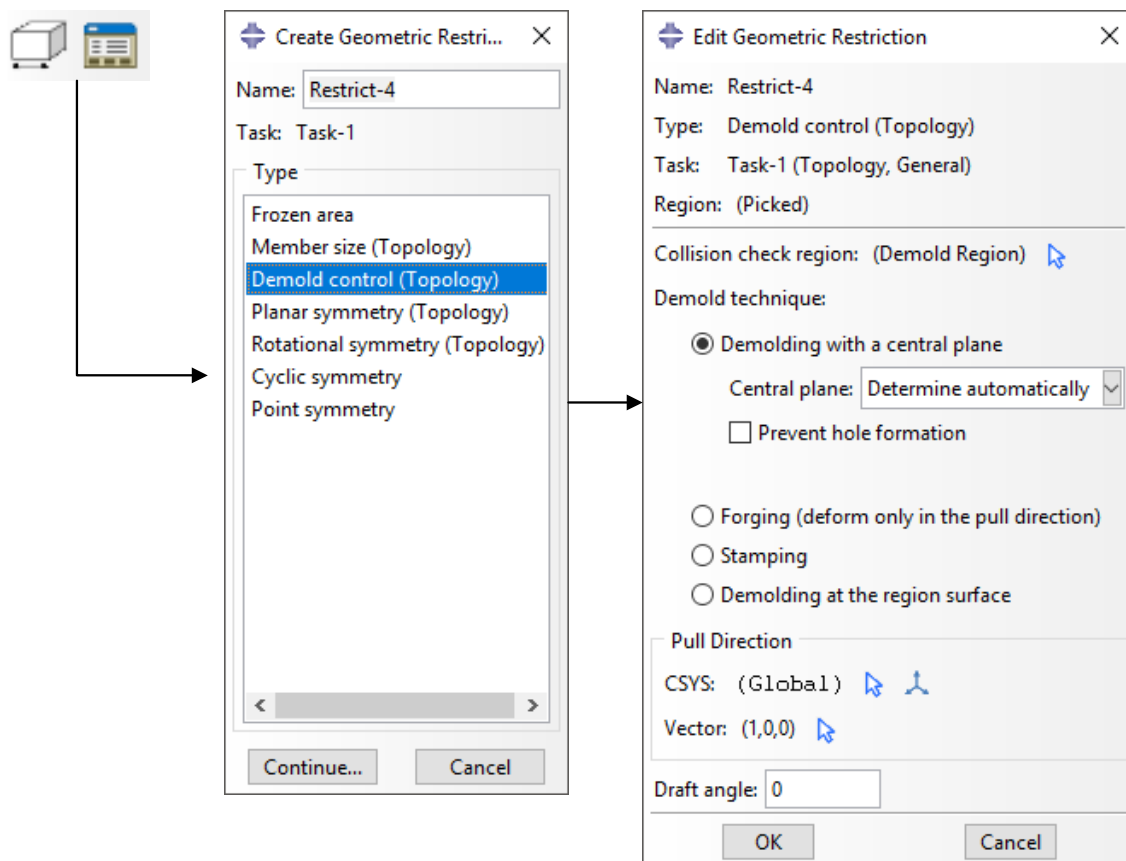 Create Geometric Restri...
Name: Restrict-4
Task: Task-1
Type
Frozen area
Member size (Topology)
Demold control (Topology)
Planar symmetry (Topology)
Rotational symmetry (Topology)
Cyclic symmetry
Point symmetry
Continue... Cancel
Edit Geometric Restriction
Name: Restrict-4
Type: Demold control (Topology)
Task: Task-1 (Topology, General)
Region: (Picked)
Collision check region: (Demold Region)
Demold technique:
Demolding with a central plane
Central plane: Determine automatically
Prevent hole formation
Forging (deform only in the pull direction)
Stamping
Demolding at the region surface
Pull Direction
CSYS: (Global)
Vector: (1,0,0)
Draft angle: 0
OK Cancel